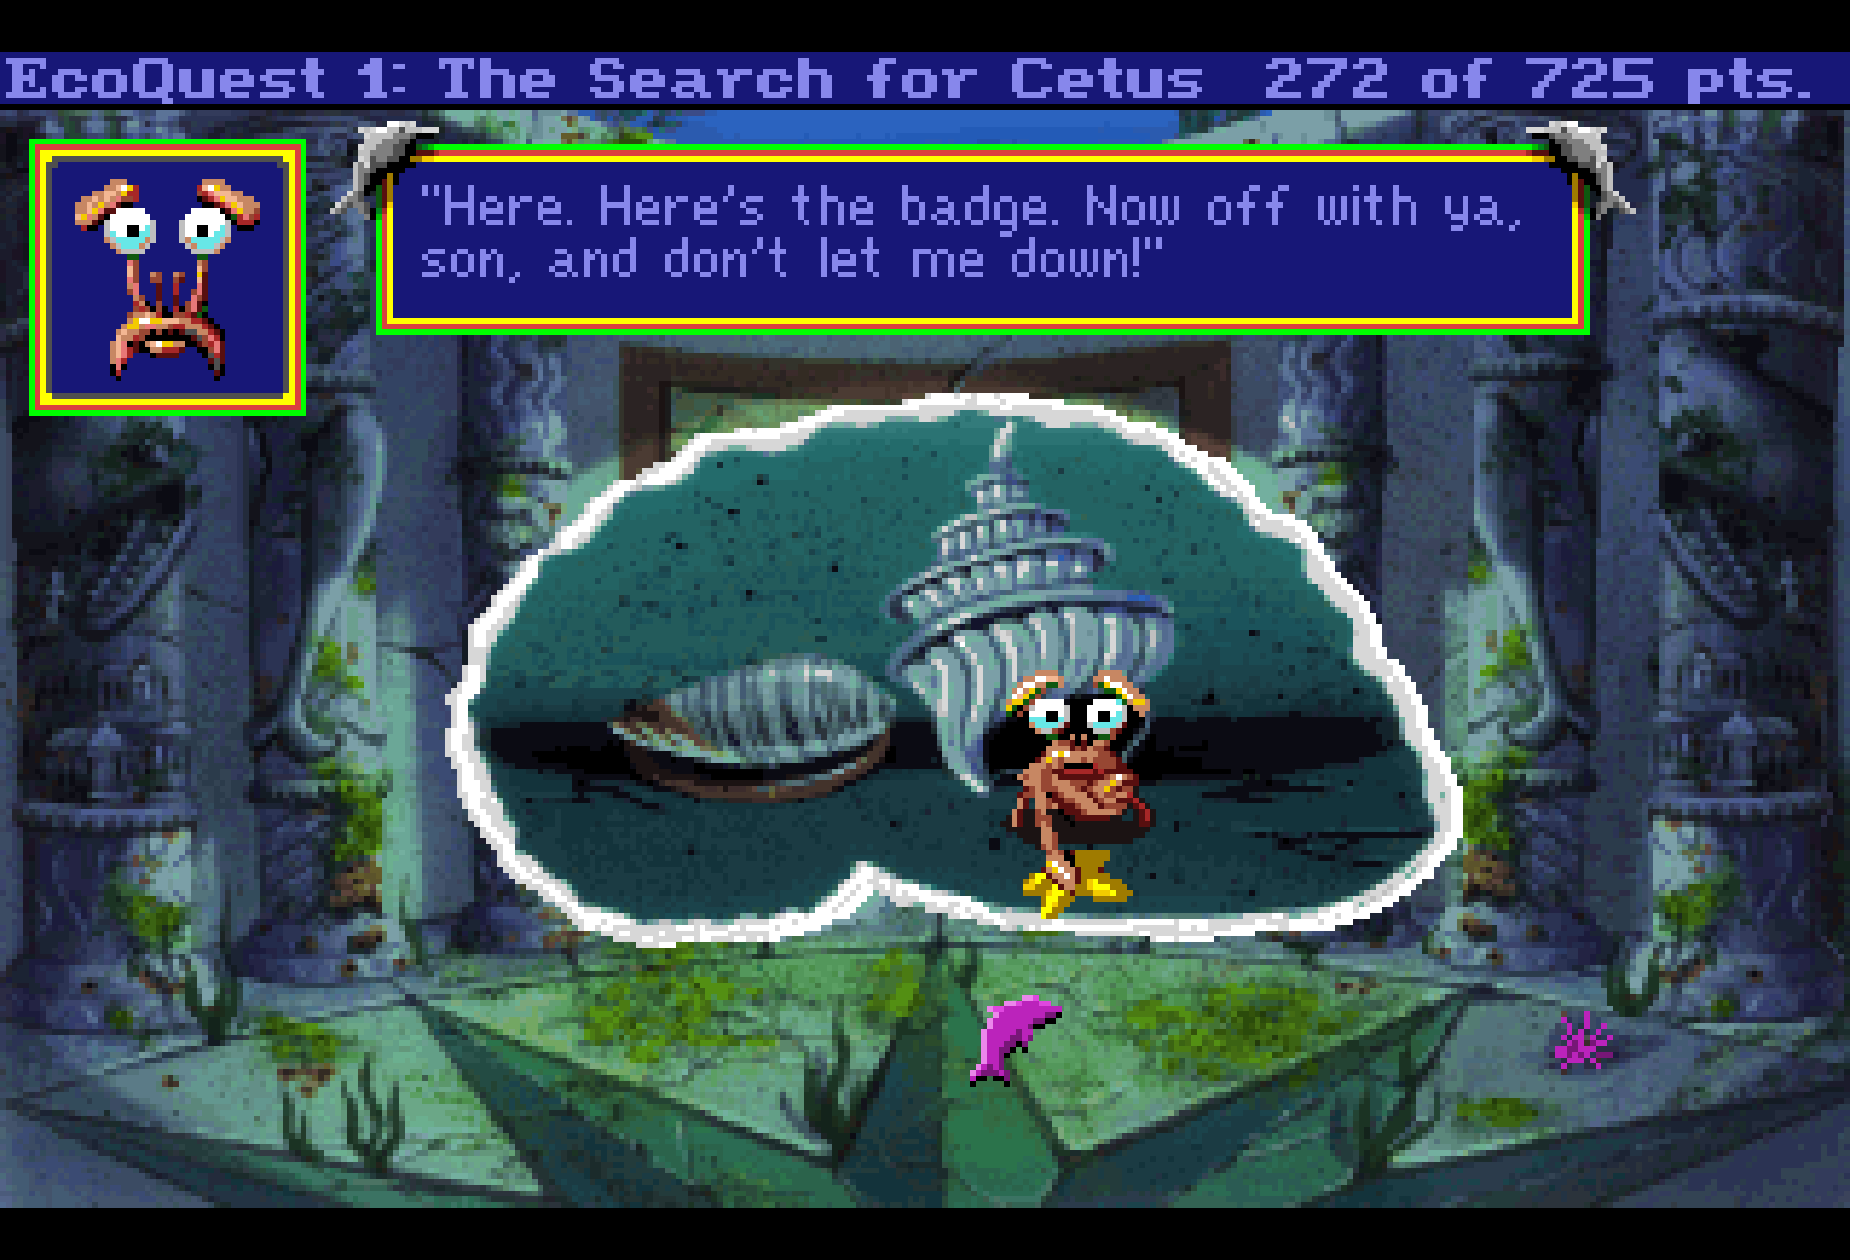 EcoQuest 1: The Search for Cetus 272 of 725 pts.
"Here. Here's the badge. Now off with ya,
son, and don't let me down!"